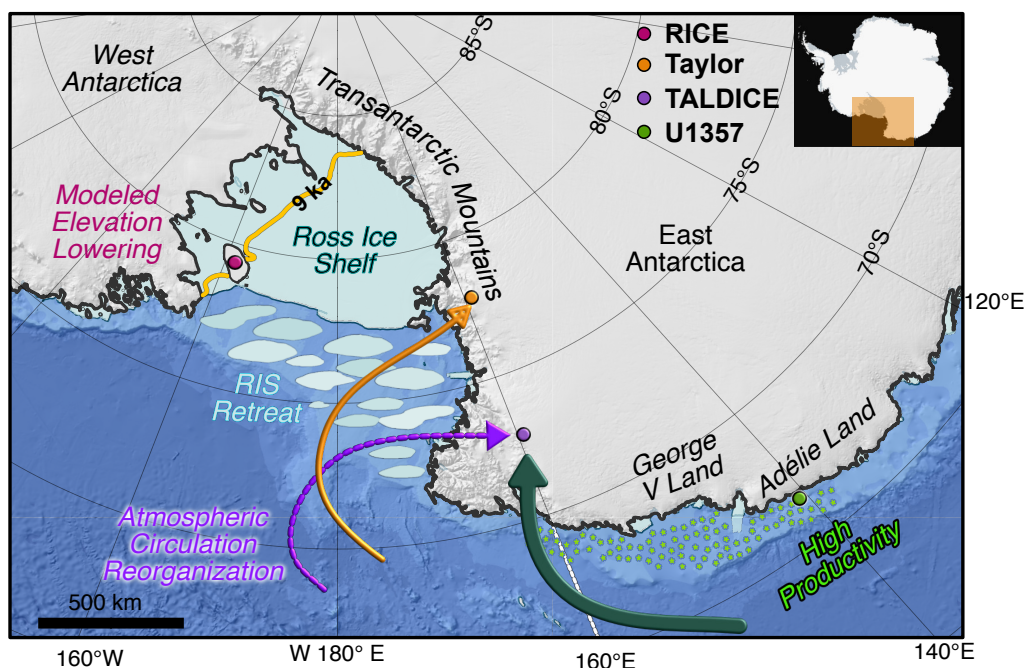 West
Antarctica
Transantarctic Mountains
85°S
80°S
75°S
70°S
RICE
Taylor
TALDICE
U1357
Modeled
Elevation
Lowering
9 ka
Ross Ice
Shelf
East
Antarctica
120°E
RIS
Retreat
George
V Land
Adélie Land
High
Productivity
Atmospheric
Circulation
Reorganization
500 km
160°W
W 180° E
160°E
140°E